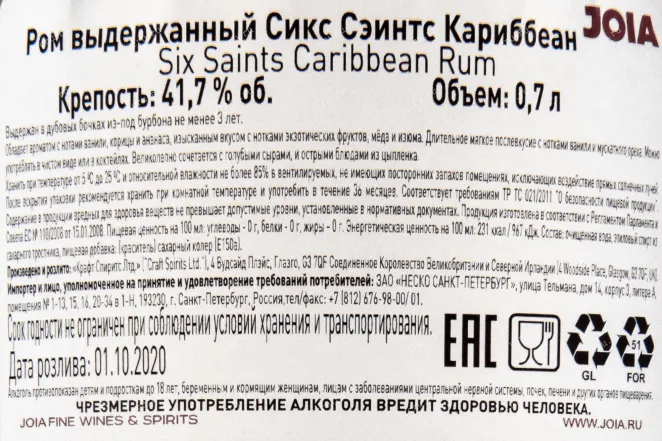 Ром выдержанный Сикс Сэинтс Кариббеан JOIA
Six Saints Caribbean Rum
Крепость: 41,7 % об. Объем: 0,7 л
Выдержан в дубовых бочках из-под бурбона не менее 3 лет.
Обладает ароматом с нотами ванили, корицы и ананаса, изысканным вкусом с нотками экзотических фруктов, мёда и изюма. Длительное мягкое послевкусие с нотками ванили и мускатного ореха. Можно
употреблять в чистом виде или в коктейлях. Великолепно сочетается с голубыми сырами, и острыми блюдами из цыпленка.
Хранить при температуре от 5 °С до 25 °С и относительной влажности не более 85% в вентилируемых, не имеющих посторонних запахов помещениях, исключающих воздействие прямых солнечных лучей.
После вскрытия упаковки рекомендуется хранить при комнатной температуре и употребить в течение 36 месяцев. Соответствует требованиям ТР ТС 021/2011 "О безопасности пищевой продукции".
Содержание в продукции вредных для здоровья веществ не превышает допустимые уровни, установленные в нормативных документах. Продукция изготовлена в соответствии с Регламентом Парламента и
Совета ЕС № 110/2008 от 15.01.2008. Пищевая ценность на 100 мл: углеводы - 0 г, белки - 0 г, жиры - 0 г. Энергетическая ценность на 100 мл: 231 ккал / 967 кДж. Состав: очищенная вода, этиловый спирт из
сахарного тростника, пищевая добавка: (краситель) сахарный колер (E150a).
Произведено и розлито: «Крафт Спиритс Лтд.» ("Craft Spirits Ltd."), 4 Вудсайд Плэйс, Глазго, G3 7QF Соединенное Королевство Великобритании и Северной Ирландии (4 Woodside Place, Glasgow, G3 7QF, UK).
Импортер и лицо, уполномоченное на принятие и удовлетворение требований потребителей: ЗАО «НЕСКО САНКТ-ПЕТЕРБУРГ», улица Тельмана, дом 14, корпус 3, литера А,
помещения № 1-13, 15, 16, 20-34 в 1-Н, 193230, г. Санкт-Петербург, Россия,тел/факс: +7 (812) 676-98-00/ 01.
Срок годности не ограничен при соблюдении условий хранения и транспортирования.
Дата розлива: 01.10.2020
EAC
GL
51
FOR
Алкоголь противопоказан детям и подросткам до 18 лет, беременным и кормящим женщинам, лицам с заболеваниями центральной нервной системы, почек, печени и других органов пищеварения.
ЧРЕЗМЕРНОЕ УПОТРЕБЛЕНИЕ АЛКОГОЛЯ ВРЕДИТ ЗДОРОВЬЮ ЧЕЛОВЕКА.
JOIA FINE WINES & SPIRITS WWW.JOIA.RU